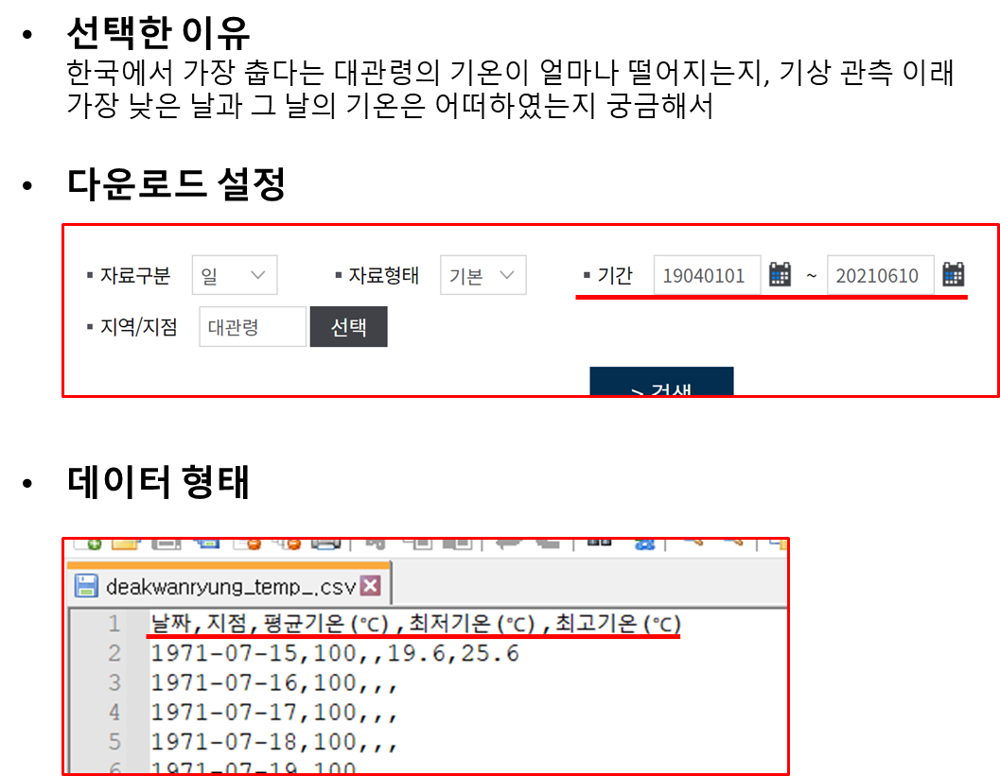 • 선택한 이유
한국에서 가장 춥다는 대관령의 기온이 얼마나 떨어지는지, 기상 관측 이래
가장 낮은 날과 그 날의 기온은 어떠하였는지 궁금해서
• 다운로드 설정
▪ 자료구분 일 ▪ 자료형태 기본 ▪ 기간 19040101 ~ 20210610
▪ 지역/지점 대관령 선택
> 검색
• 데이터 형태
deakwanryung_temp_.csv
1 날짜,지점,평균기온(℃),최저기온(℃),최고기온(℃)
2 1971-07-15,100,,19.6,25.6
3 1971-07-16,100,,,
4 1971-07-17,100,,,
5 1971-07-18,100,,,
6 1971-07-19,100